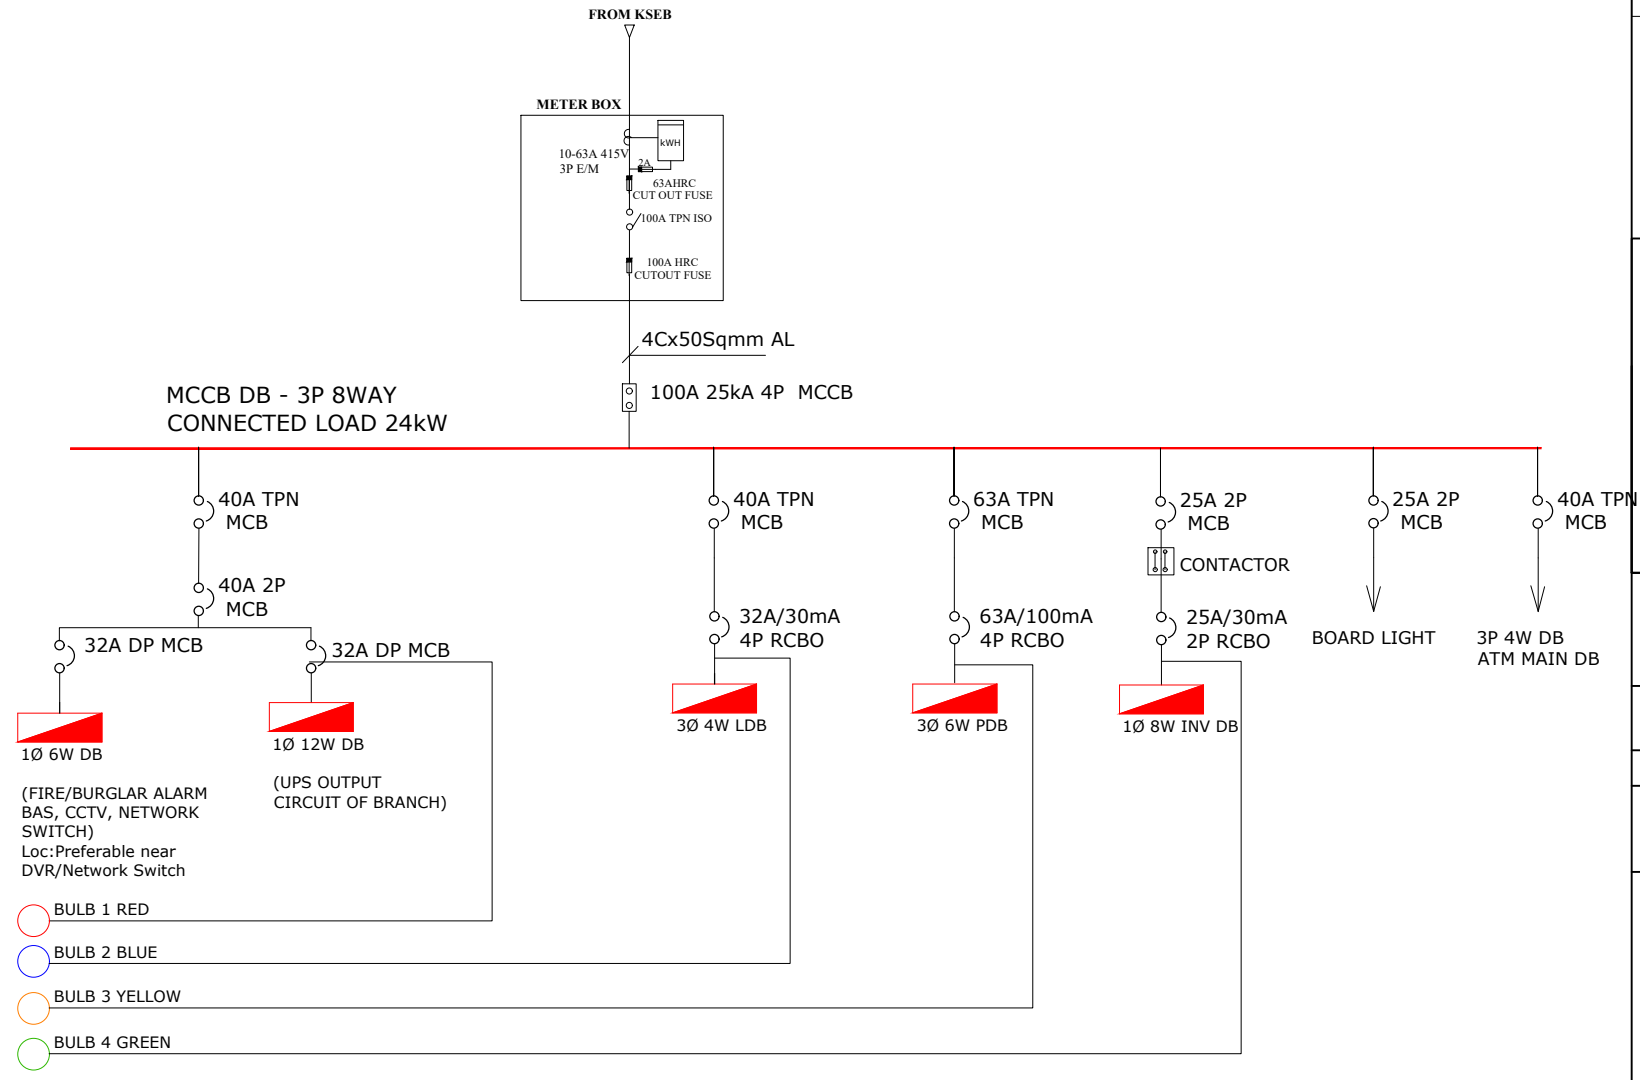 FROM KSEB
METER BOX
kWH
10-63A 415V
3P E/M
2A
63AHRC
CUT OUT FUSE
100A TPN ISO
100A HRC
CUTOUT FUSE
4Cx50Sqmm AL
100A 25kA 4P MCCB
MCCB DB - 3P 8WAY
CONNECTED LOAD 24kW
40A TPN
MCB
40A TPN
MCB
63A TPN
MCB
25A 2P
MCB
25A 2P
MCB
40A TPN
MCB
CONTACTOR
40A 2P
MCB
32A DP MCB
32A DP MCB
32A/30mA
4P RCBO
63A/100mA
4P RCBO
25A/30mA
2P RCBO
BOARD LIGHT
3P 4W DB
ATM MAIN DB
1Ø 6W DB
1Ø 12W DB
3Ø 4W LDB
3Ø 6W PDB
1Ø 8W INV DB
(FIRE/BURGLAR ALARM
BAS, CCTV, NETWORK
SWITCH)
Loc:Preferable near
DVR/Network Switch
(UPS OUTPUT
CIRCUIT OF BRANCH)
BULB 1 RED
BULB 2 BLUE
BULB 3 YELLOW
BULB 4 GREEN